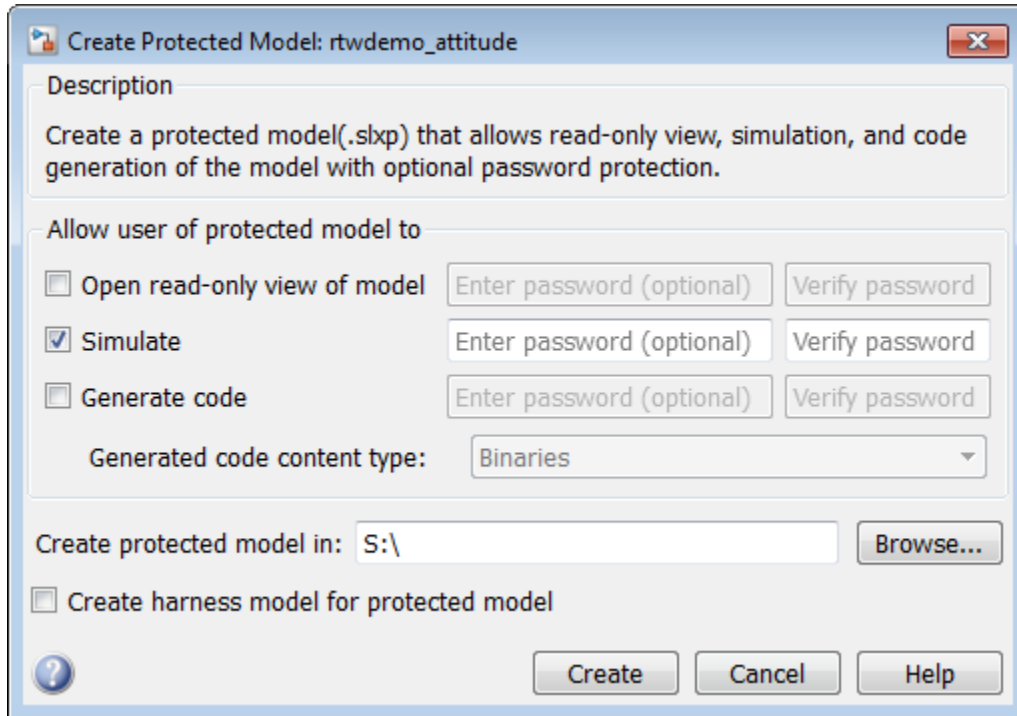 Create Protected Model: rtwdemo_attitude
Description
Create a protected model(.slxp) that allows read-only view, simulation, and code
generation of the model with optional password protection.
Allow user of protected model to
Open read-only view of model Enter password (optional) Verify password
Simulate Enter password (optional) Verify password
Generate code Enter password (optional) Verify password
Generated code content type: Binaries
Create protected model in: S:\ Browse...
Create harness model for protected model
? Create Cancel Help